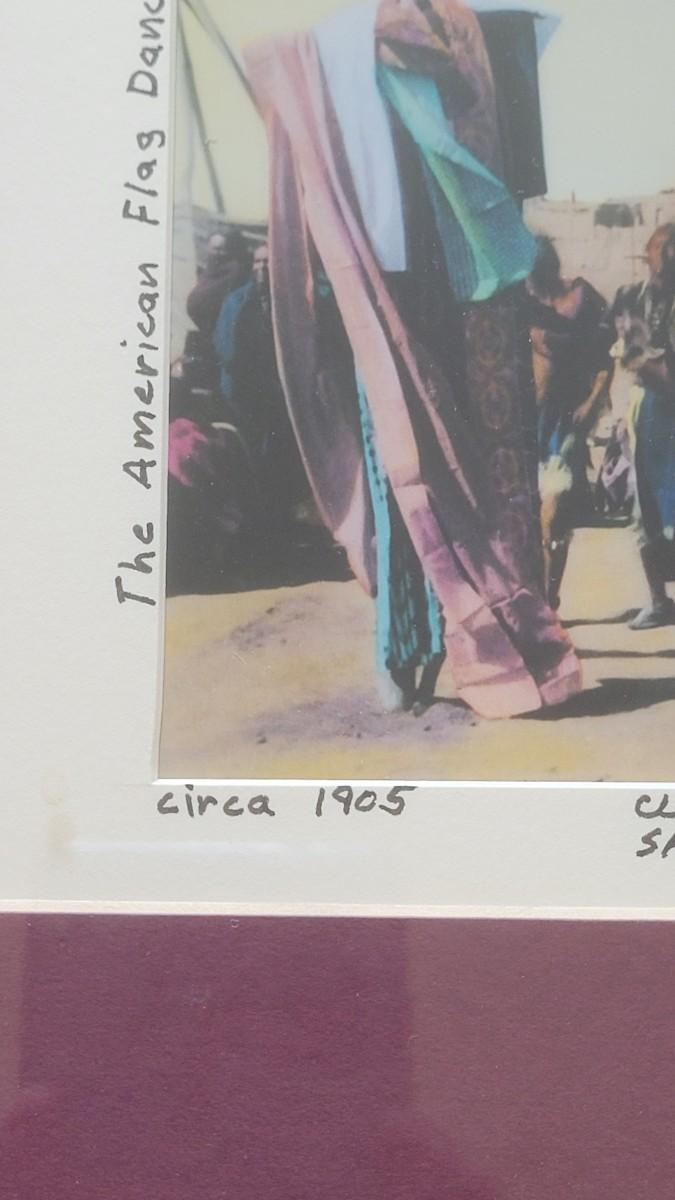 The American Flag Danc
circa 1905